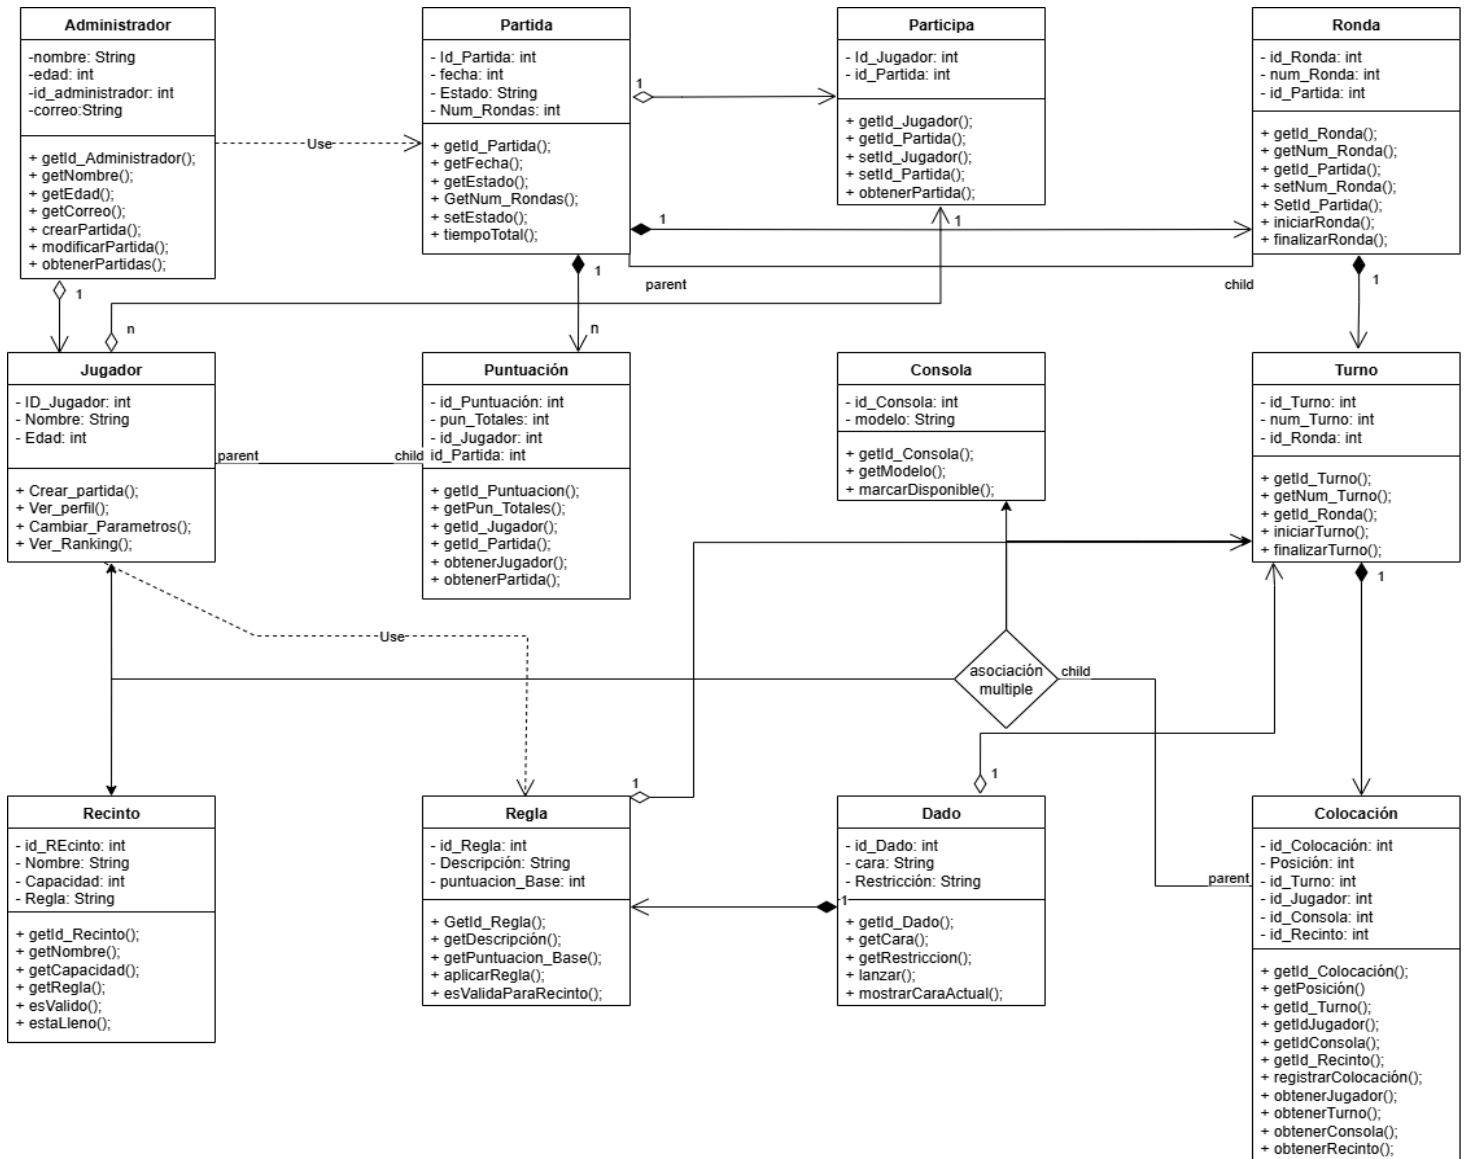 Administrador
-nombre: String
-edad: int
-id_administrador: int
-correo:String
+ getId_Administrador();
+ getNombre();
+ getEdad();
+ getCorreo();
+ crearPartida();
+ modificarPartida();
+ obtenerPartidas();
Use
Partida
- Id_Partida: int
- fecha: int
- Estado: String
- Num_Rondas: int
+ getId_Partida();
+ getFecha();
+ getEstado();
+ GetNum_Rondas();
+ setEstado();
+ tiempoTotal();
1
Participa
- Id_Jugador: int
- id_Partida: int
+ getId_Jugador();
+ getId_Partida();
+ setId_Jugador();
+ setId_Partida();
+ obtenerPartida();
1
1
Ronda
- id_Ronda: int
- num_Ronda: int
- id_Partida: int
+ getId_Ronda();
+ getNum_Ronda();
+ getId_Partida();
+ setNum_Ronda();
+ SetId_Partida();
+ iniciarRonda();
+ finalizarRonda();
1
n
1
n
parent
child
1
Jugador
- ID_Jugador: int
- Nombre: String
- Edad: int
+ Crear_partida();
+ Ver_perfil();
+ Cambiar_Parametros();
+ Ver_Ranking();
parent
child
Puntuación
- id_Puntuación: int
- pun_Totales: int
- id_Jugador: int
id_Partida: int
+ getId_Puntuacion();
+ getPun_Totales();
+ getId_Jugador();
+ getId_Partida();
+ obtenerJugador();
+ obtenerPartida();
Consola
- id_Consola: int
- modelo: String
+ getId_Consola();
+ getModelo();
+ marcarDisponible();
Turno
- id_Turno: int
- num_Turno: int
- id_Ronda: int
+ getId_Turno();
+ getNum_Turno();
+ getId_Ronda();
+ iniciarTurno();
+ finalizarTurno();
1
Use
asociación
multiple
child
parent
1
1
Recinto
- id_REcinto: int
- Nombre: String
- Capacidad: int
- Regla: String
+ getId_Recinto();
+ getNombre();
+ getCapacidad();
+ getRegla();
+ esValido();
+ estaLleno();
Regla
- id_Regla: int
- Descripción: String
- puntuacion_Base: int
+ GetId_Regla();
+ getDescripción();
+ getPuntuacion_Base();
+ aplicarRegla();
+ esValidaParaRecinto();
Dado
- id_Dado: int
- cara: String
- Restricción: String
1
+ getId_Dado();
+ getCara();
+ getRestriccion();
+ lanzar();
+ mostrarCaraActual();
Colocación
- id_Colocación: int
- Posición: int
- id_Turno: int
- id_Jugador: int
- id_Consola: int
- id_Recinto: int
+ getId_Colocación();
+ getPosición()
+ getId_Turno();
+ getIdJugador();
+ getIdConsola();
+ getId_Recinto();
+ registrarColocación();
+ obtenerJugador();
+ obtenerTurno();
+ obtenerConsola();
+ obtenerRecinto();